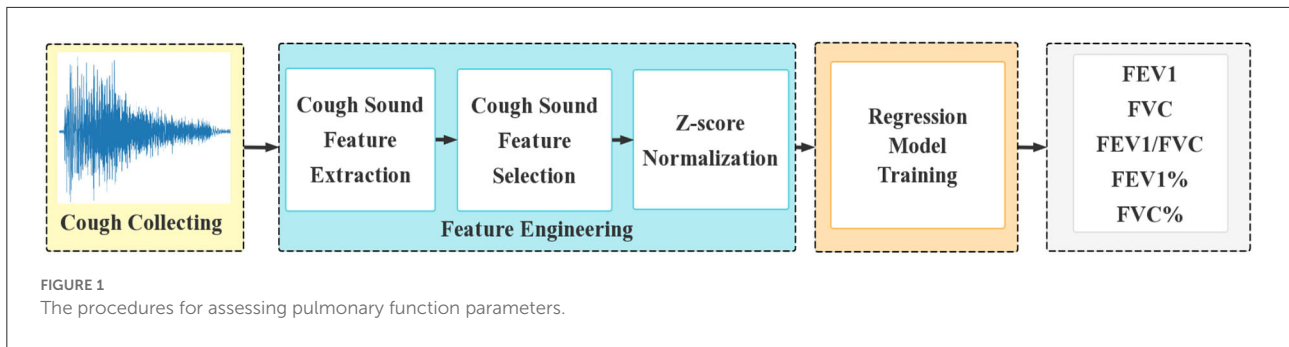 Cough Collecting
Cough Sound
Feature
Extraction
Cough Sound
Feature
Selection
Z-score
Normalization
Feature Engineering
Regression
Model
Training
FEV1
FVC
FEV1/FVC
FEV1%
FVC%
FIGURE 1
The procedures for assessing pulmonary function parameters.